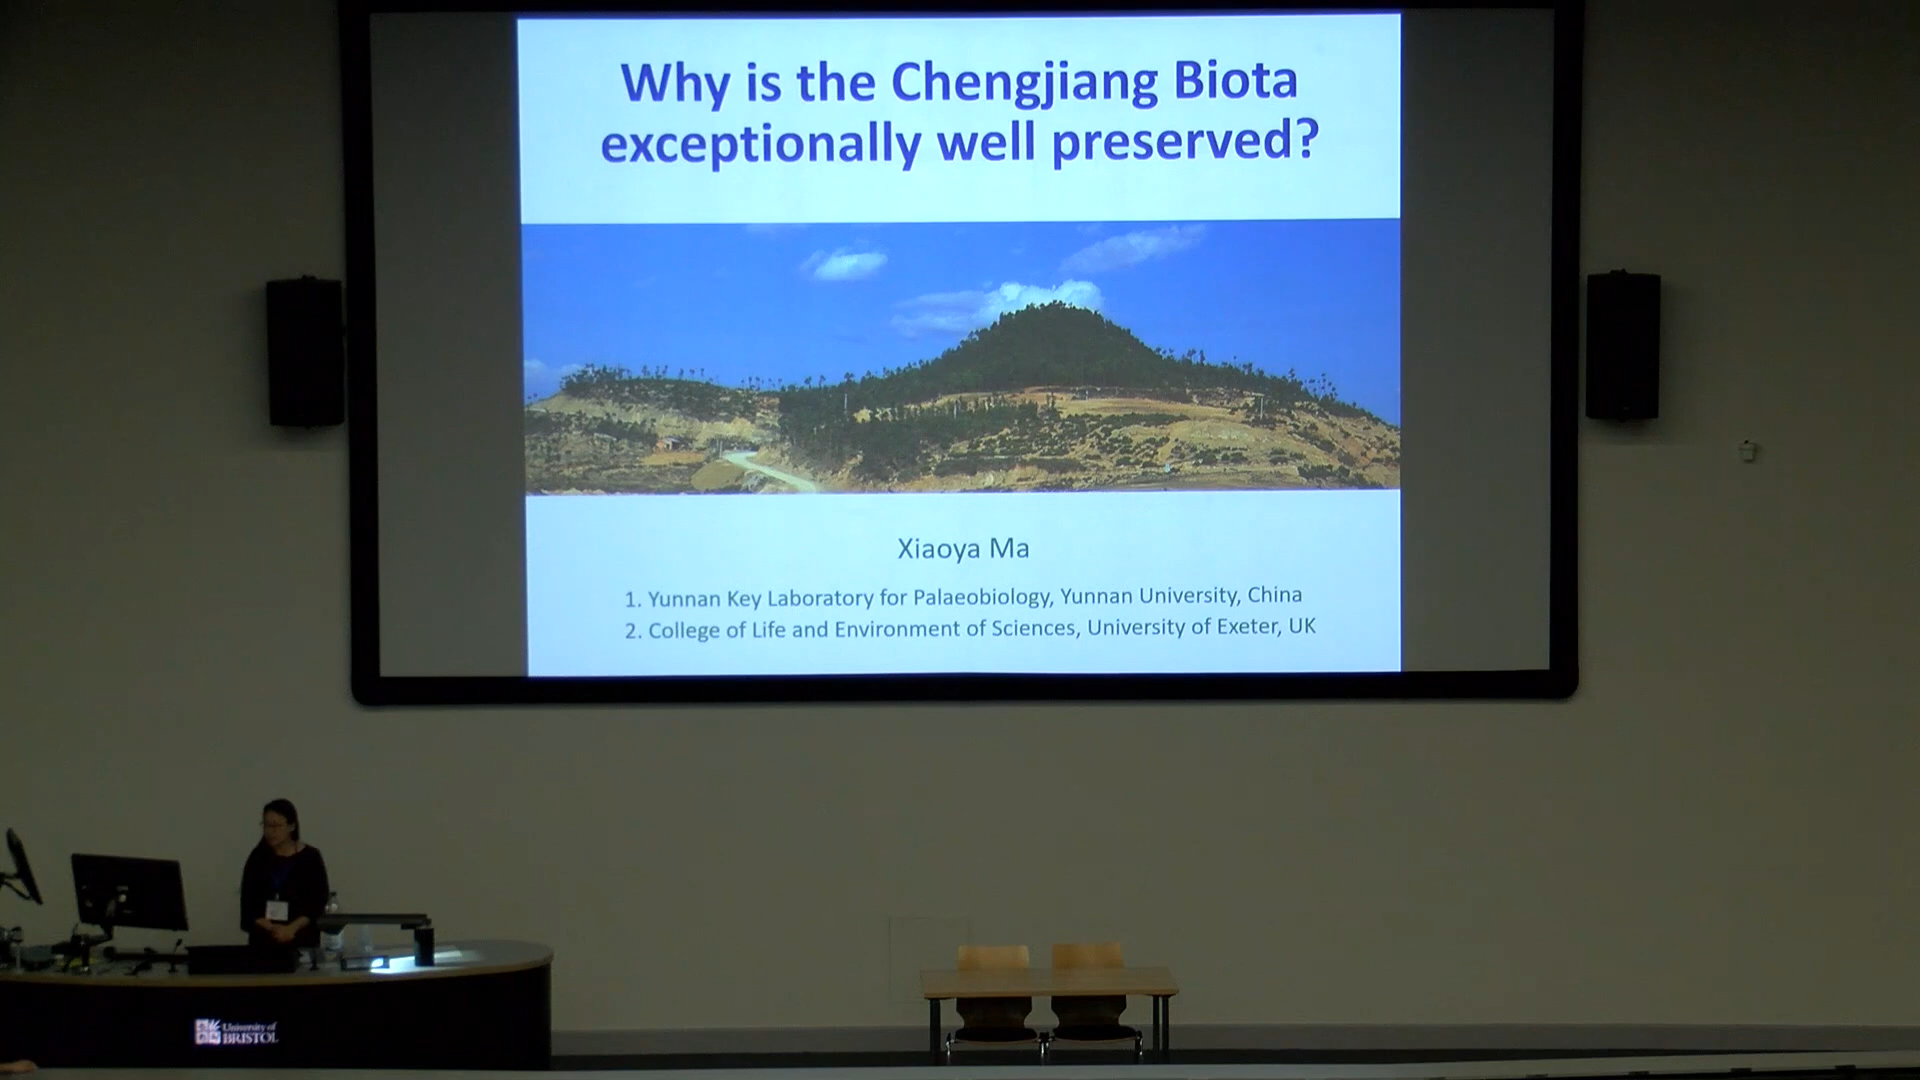 Why is the Chengjiang Biota
exceptionally well preserved?
Xiaoya Ma
1. Yunnan Key Laboratory for Palaeobiology, Yunnan University, China
2. College of Life and Environment of Sciences, University of Exeter, UK
University of
BRISTOL